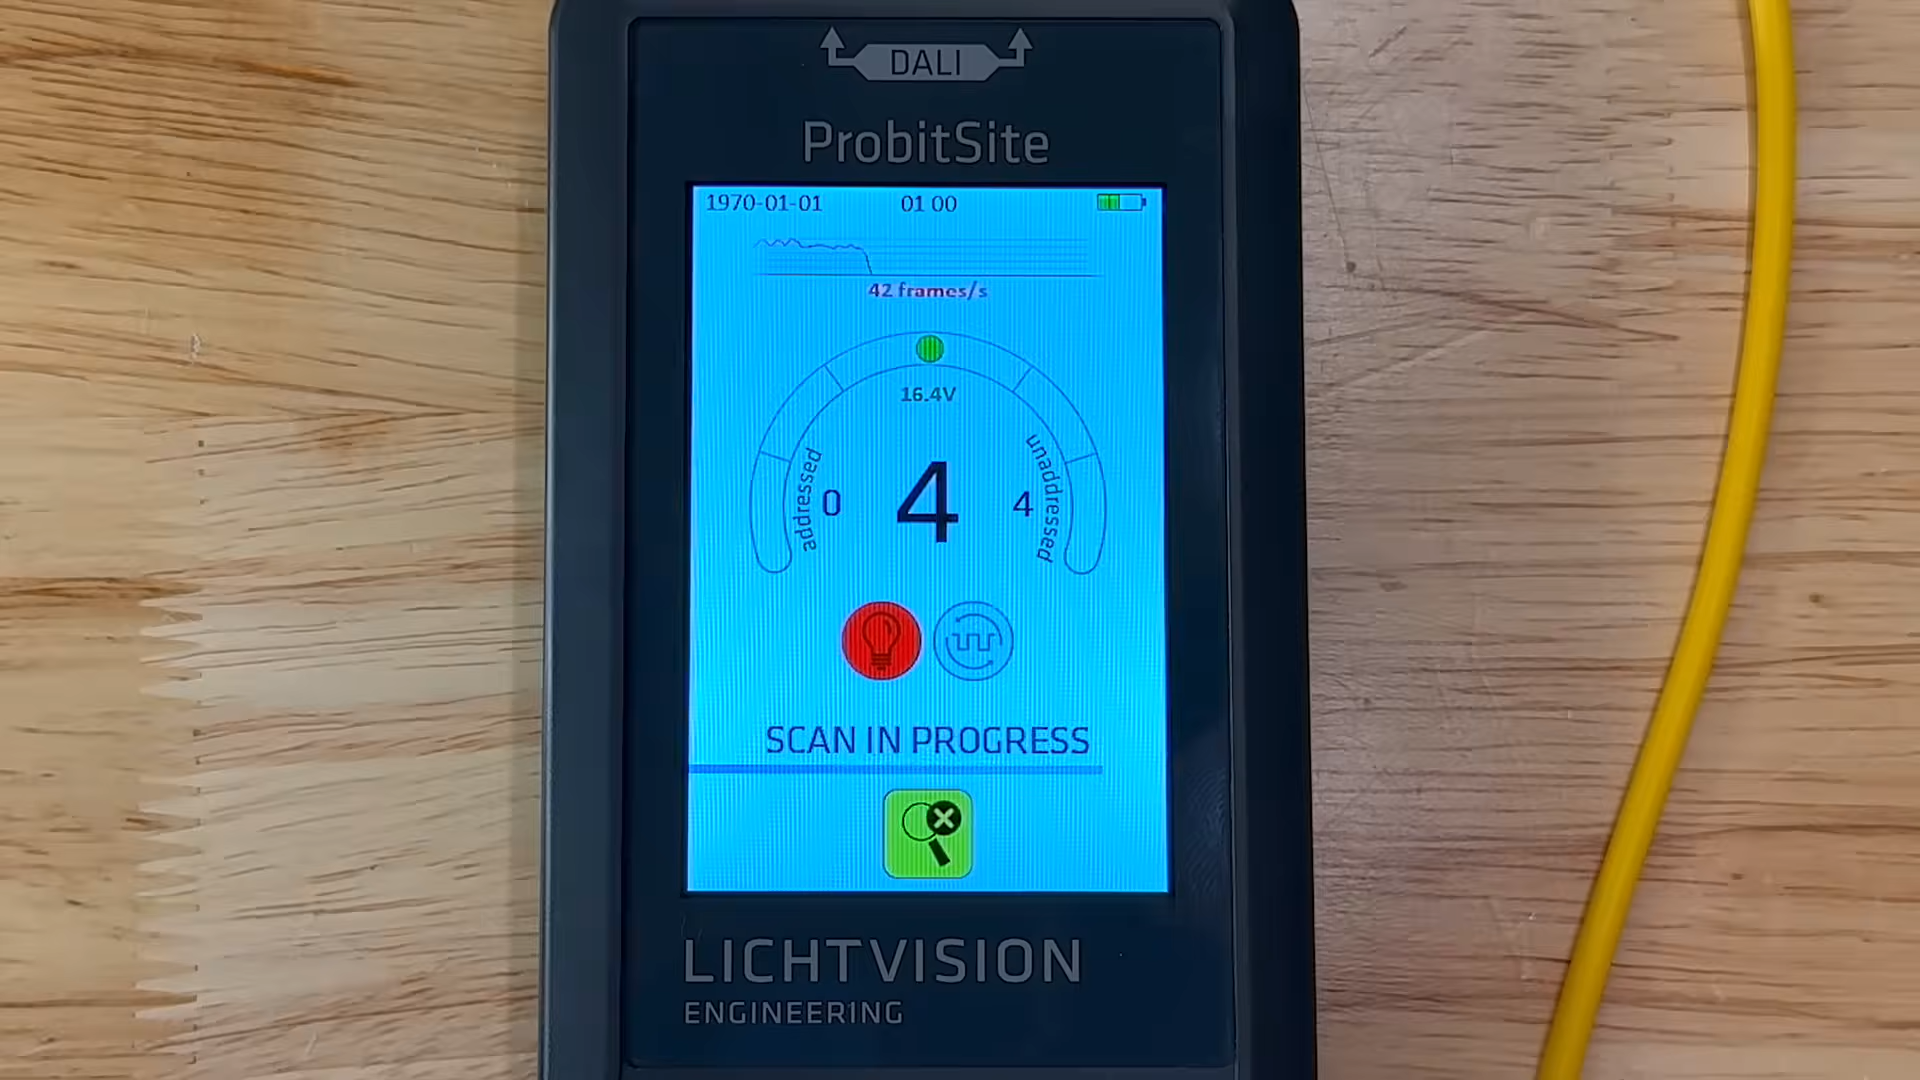 DALI
ProbitSite
1970-01-01 01 00
42 frames/s
16.4V
addressed 0 4 4 unaddressed
SCAN IN PROGRESS
LICHTVISION
ENGINEERING